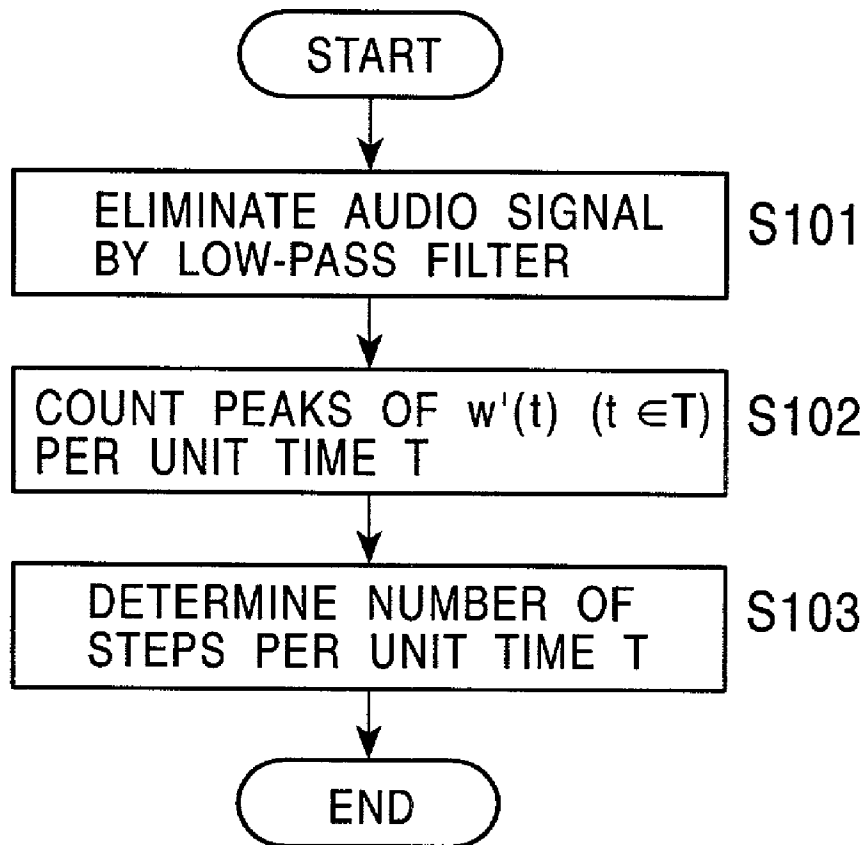 START
ELIMINATE AUDIO SIGNAL
BY LOW-PASS FILTER
S101
COUNT PEAKS OF w'(t) (t ∈T)
PER UNIT TIME T
S102
DETERMINE NUMBER OF
STEPS PER UNIT TIME T
S103
END